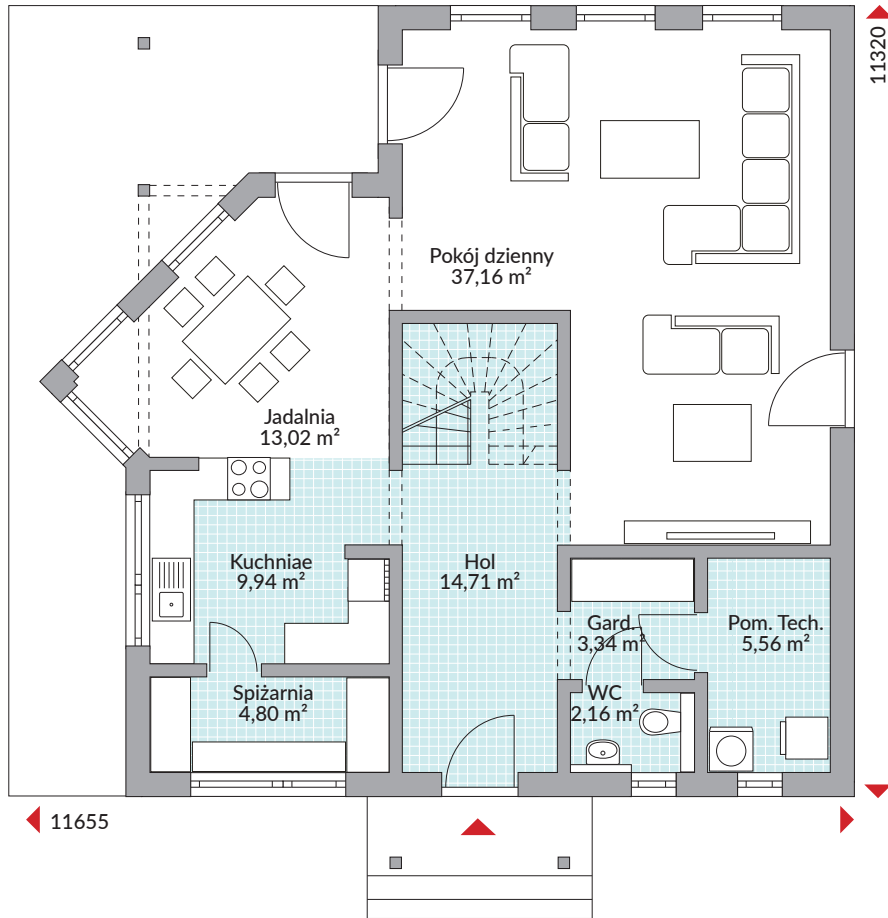 11320
Pokój dzienny
37,16 m²
Jadalnia
13,02 m²
Kuchniae
9,94 m²
Hol
14,71 m²
Gard.
3,34 m²
Pom. Tech.
5,56 m²
Spiżarnia
4,80 m²
WC
2,16 m²
11655